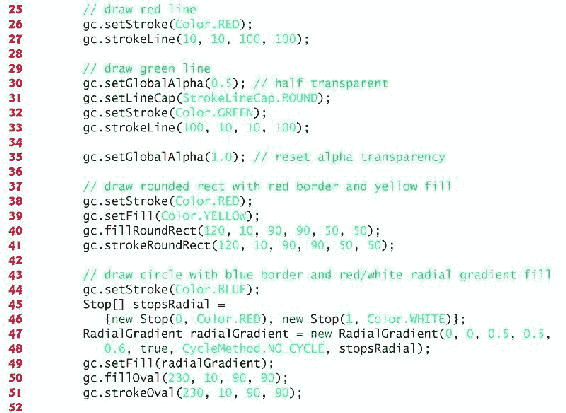 25 // draw red line
26 gc.setStroke(Color.RED);
27 gc.strokeLine(10, 10, 100, 100);
28
29 // draw green line
30 gc.setGlobalAlpha(0.5); // half transparent
31 gc.setLineCap(StrokeLineCap.ROUND);
32 gc.setStroke(Color.GREEN);
33 gc.strokeLine(100, 10, 10, 100);
34
35 gc.setGlobalAlpha(1.0); // reset alpha transparency
36
37 // draw rounded rect with red border and yellow fill
38 gc.setStroke(Color.RED);
39 gc.setFill(Color.YELLOW);
40 gc.fillRoundRect(120, 10, 90, 90, 50, 50);
41 gc.strokeRoundRect(120, 10, 90, 90, 50, 50);
42
43 // draw circle with blue border and red/white radial gradient fill
44 gc.setStroke(Color.BLUE);
45 Stop[] stopsRadial =
46 {new Stop(0, Color.RED), new Stop(1, Color.WHITE)};
47 RadialGradient radialGradient = new RadialGradient(0, 0, 0.5, 0.5,
48 0.6, true, CycleMethod.NO_CYCLE, stopsRadial);
49 gc.setFill(radialGradient);
50 gc.fillOval(230, 10, 90, 90);
51 gc.strokeOval(230, 10, 90, 90);
52